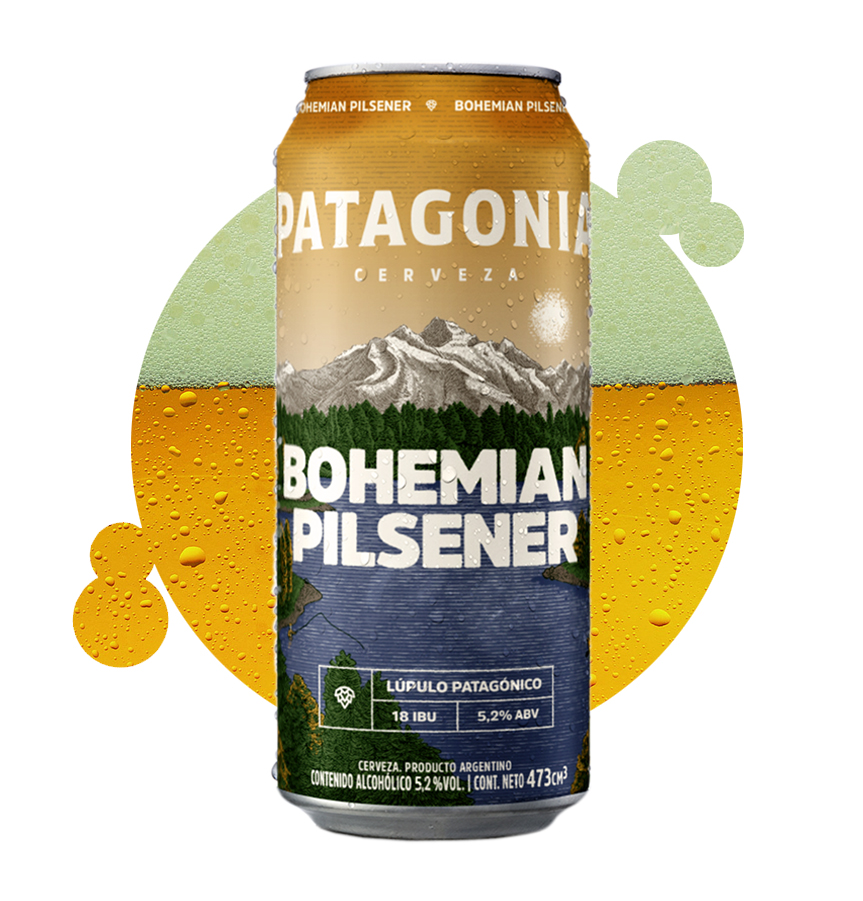 BOHEMIAN PILSENER BOHEMIAN PILSENER
PATAGONIA
CERVEZA
BOHEMIAN
PILSENER
LÚPULO PATAGÓNICO
18 IBU 5,2% ABV
CERVEZA. PRODUCTO ARGENTINO
CONTENIDO ALCOHÓLICO 5,2 %VOL. | CONT. NETO 473CM³